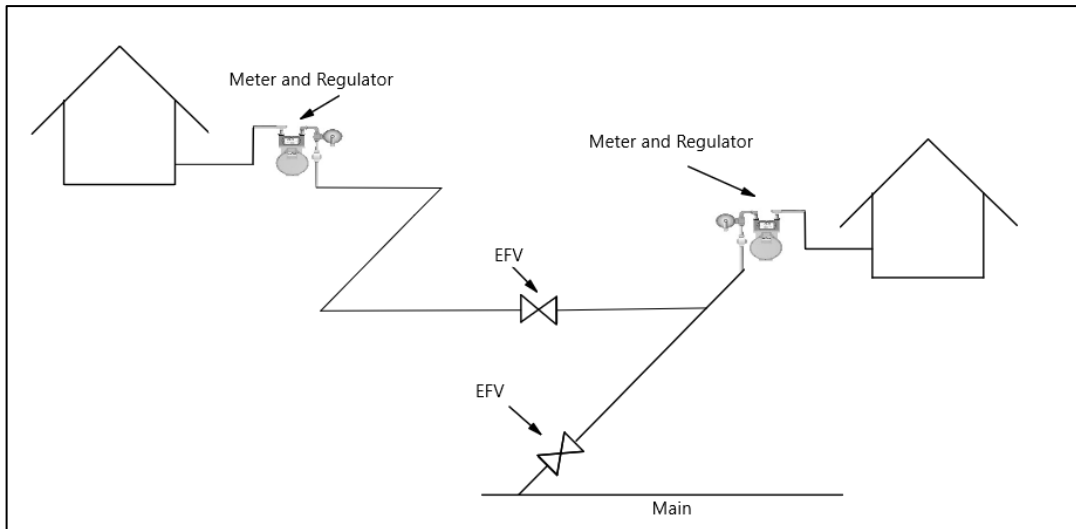 Meter and Regulator
Meter and Regulator
EFV
EFV
Main